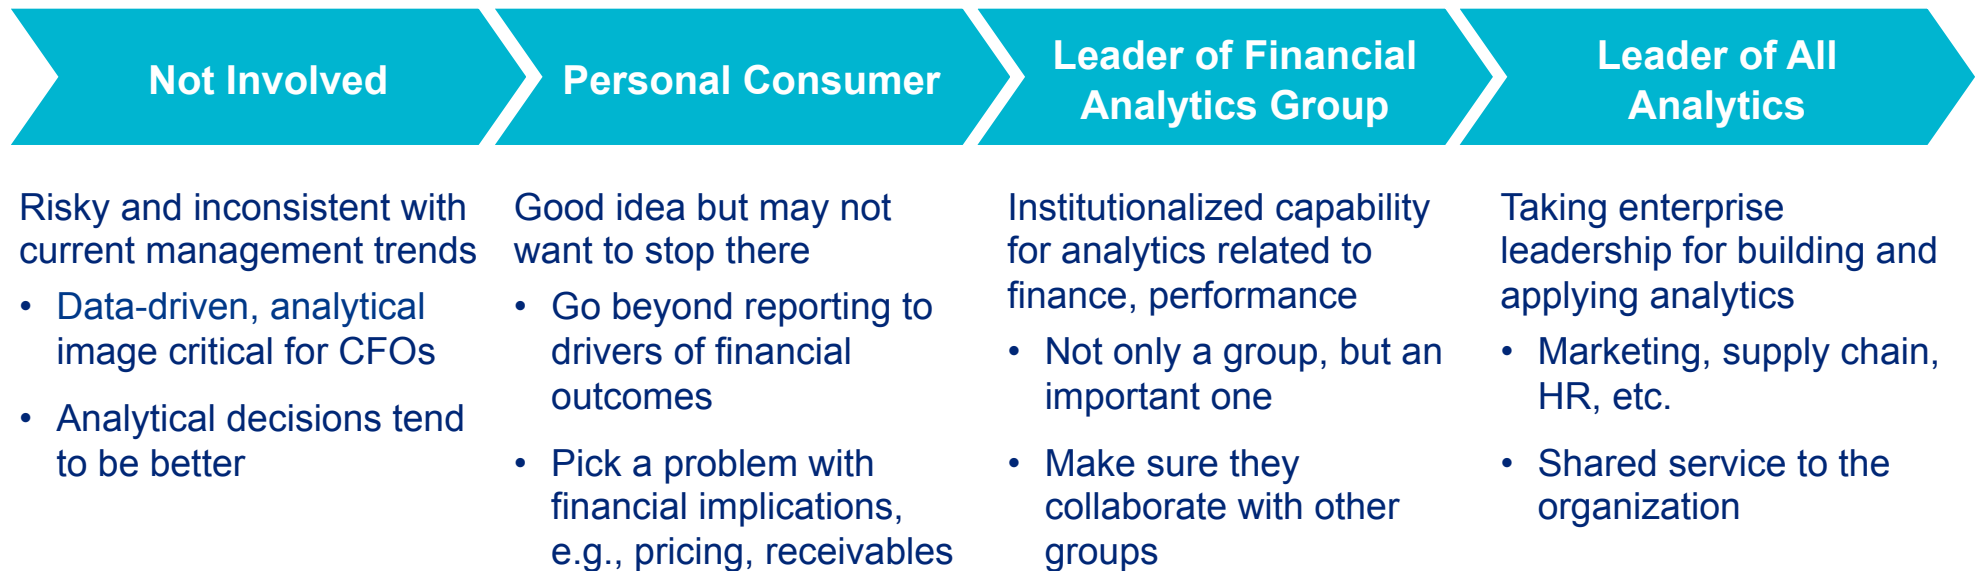 Not Involved
Personal Consumer
Leader of Financial
Analytics Group
Leader of All
Analytics
Risky and inconsistent with
current management trends
• Data-driven, analytical
image critical for CFOs
• Analytical decisions tend
to be better
Good idea but may not
want to stop there
• Go beyond reporting to
drivers of financial
outcomes
• Pick a problem with
financial implications,
e.g., pricing, receivables
Institutionalized capability
for analytics related to
finance, performance
• Not only a group, but an
important one
• Make sure they
collaborate with other
groups
Taking enterprise
leadership for building and
applying analytics
• Marketing, supply chain,
HR, etc.
• Shared service to the
organization